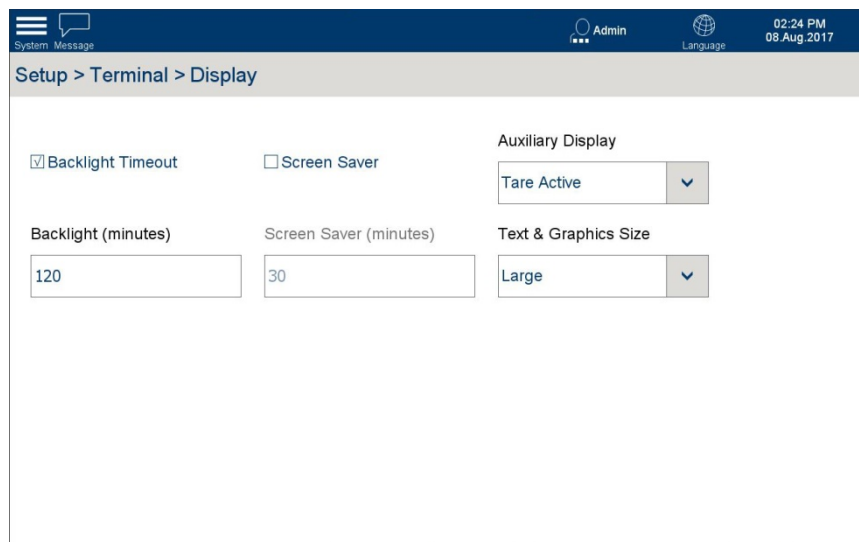 System Message
Admin
Language
02:24 PM
08.Aug.2017
Setup > Terminal > Display
Backlight Timeout
Screen Saver
Auxiliary Display
Tare Active
Backlight (minutes)
Screen Saver (minutes)
Text & Graphics Size
120
30
Large